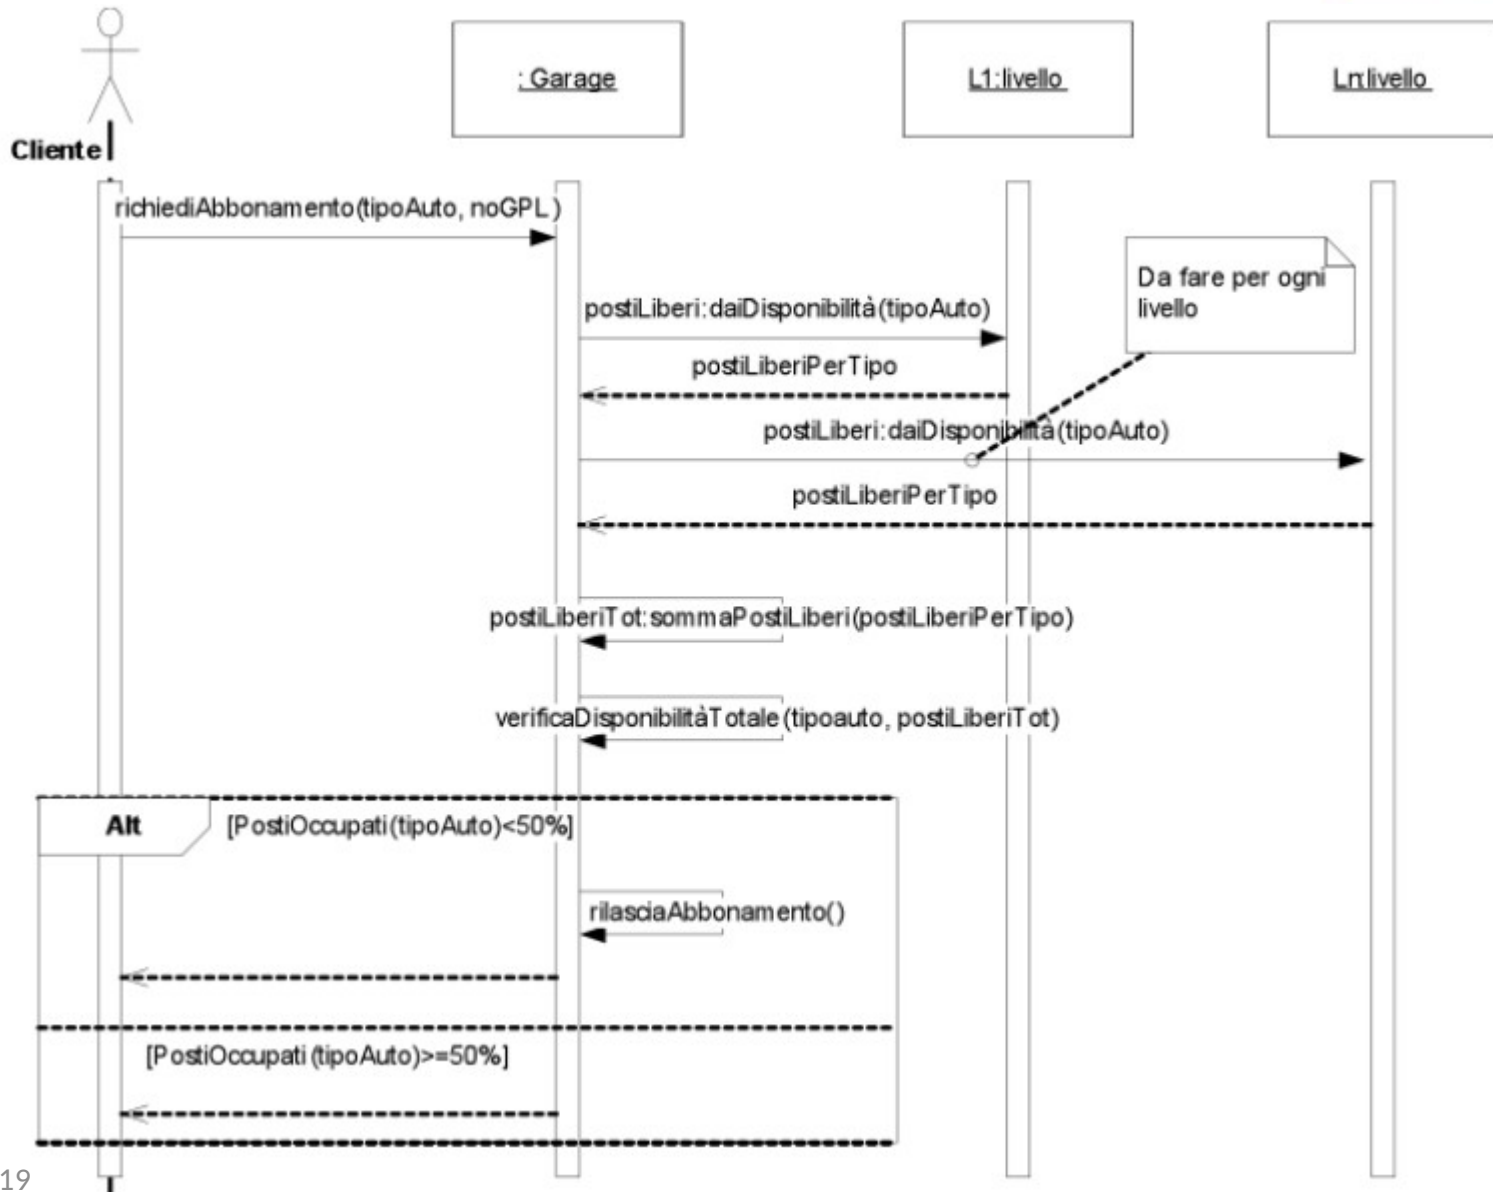 : Garage
L1:livello
Ln:livello
Cliente
richiediAbbonamento(tipoAuto, noGPL )
Da fare per ogni
livello
postiLiberi:daiDisponibilità(tipoAuto)
postiLiberiPerTipo
postiLiberi:daiDisponibilità(tipoAuto)
postiLiberiPerTipo
postiLiberiTot:sommaPostiLiberi(postiLiberiPerTipo)
verificaDisponibilitàTotale(tipoauto, postiLiberiTot)
Alt
[PostiOccupati(tipoAuto)<50%]
rilasciaAbbonamento()
[PostiOccupati(tipoAuto)>=50%]
19